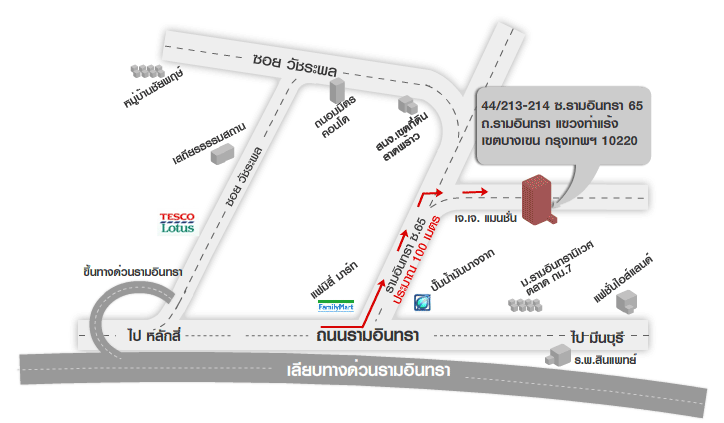 ซอย วัชระพล
หมู่บ้านชัยพฤกษ์
ถนอมมิตร
คอนโด
สนง.เขตที่ดิน
ลาดพร้าว
44/213-214 ซ.รามอินทรา 65
ถ.รามอินทรา แขวงท่าแร้ง
เขตบางเขน กรุงเทพฯ 10220
เสถียรธรรมสถาน
ซอย วัชระพล
TESCO
Lotus
เจ.เจ. แมนชั่น
รามอินทรา ซ.65
ประมาณ 100 เมตร
ขึ้นทางด่วนรามอินทรา
แฟมิลี่ มาร์ท
FamilyMart
ปั๊มน้ำมันบางจาก
ม.รามอินทรานิเวศ
ตลาด กม.7
แฟชั่นไอส์แลนด์
ไป หลักสี่
ถนนรามอินทรา
ไป มีนบุรี
ร.พ.สินแพทย์
เลียบทางด่วนรามอินทรา